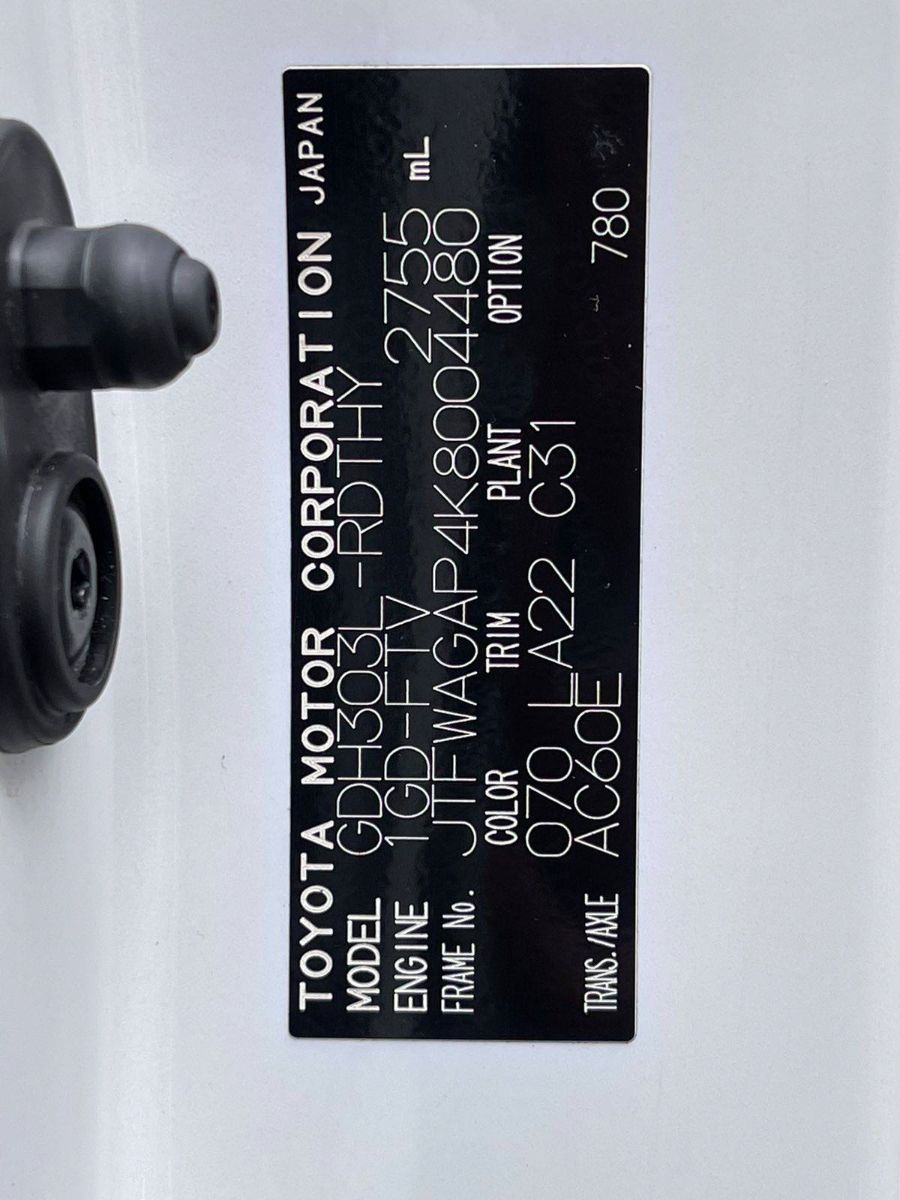 TOYOTA MOTOR CORPORATION JAPAN
MODEL GDH303L -RDTHY
ENGINE 1GD-FTV 2755 mL
FRAME No. JTFWAGAP4K8004480
COLOR TRIM PLANT OPTION
070 LA22 C31
TRANS./AXLE AC60E 780